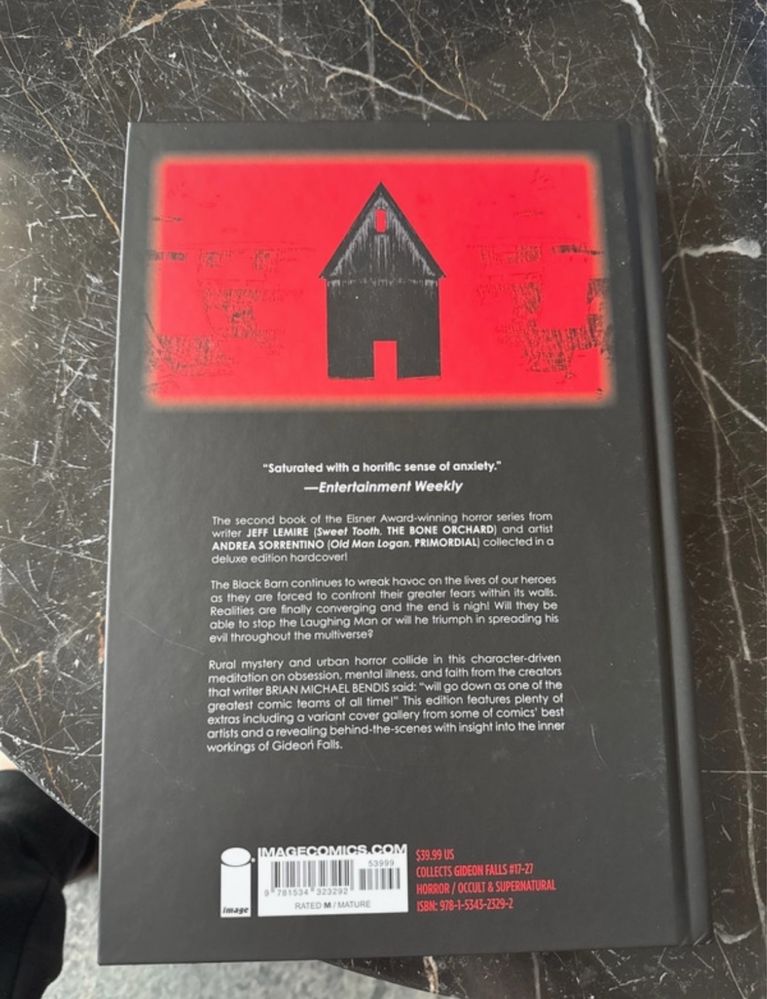 "Saturated with a horrific sense of anxiety."
—Entertainment Weekly
The second book of the Eisner Award-winning horror series from
writer JEFF LEMIRE (Sweet Tooth, THE BONE ORCHARD) and artist
ANDREA SORRENTINO (Old Man Logan, PRIMORDIAL) collected in a
deluxe edition hardcover!
The Black Barn continues to wreak havoc on the lives of our heroes
as they are forced to confront their greater fears within its walls.
Realities are finally converging and the end is nigh! Will they be
able to stop the Laughing Man or will he triumph in spreading his
evil throughout the multiverse?
Rural mystery and urban horror collide in this character-driven
meditation on obsession, mental illness, and faith from the creators
that writer BRIAN MICHAEL BENDIS said: "will go down as one of the
greatest comic teams of all time!" This edition features plenty of
extras including a variant cover gallery from some of comics' best
artists and a revealing behind-the-scenes with insight into the inner
workings of Gideon Falls.
image
IMAGECOMICS.COM
53999
9 781534 323292
RATED M / MATURE
$39.99 US
COLLECTS GIDEON FALLS #17-27
HORROR / OCCULT & SUPERNATURAL
ISBN: 978-1-5343-2329-2